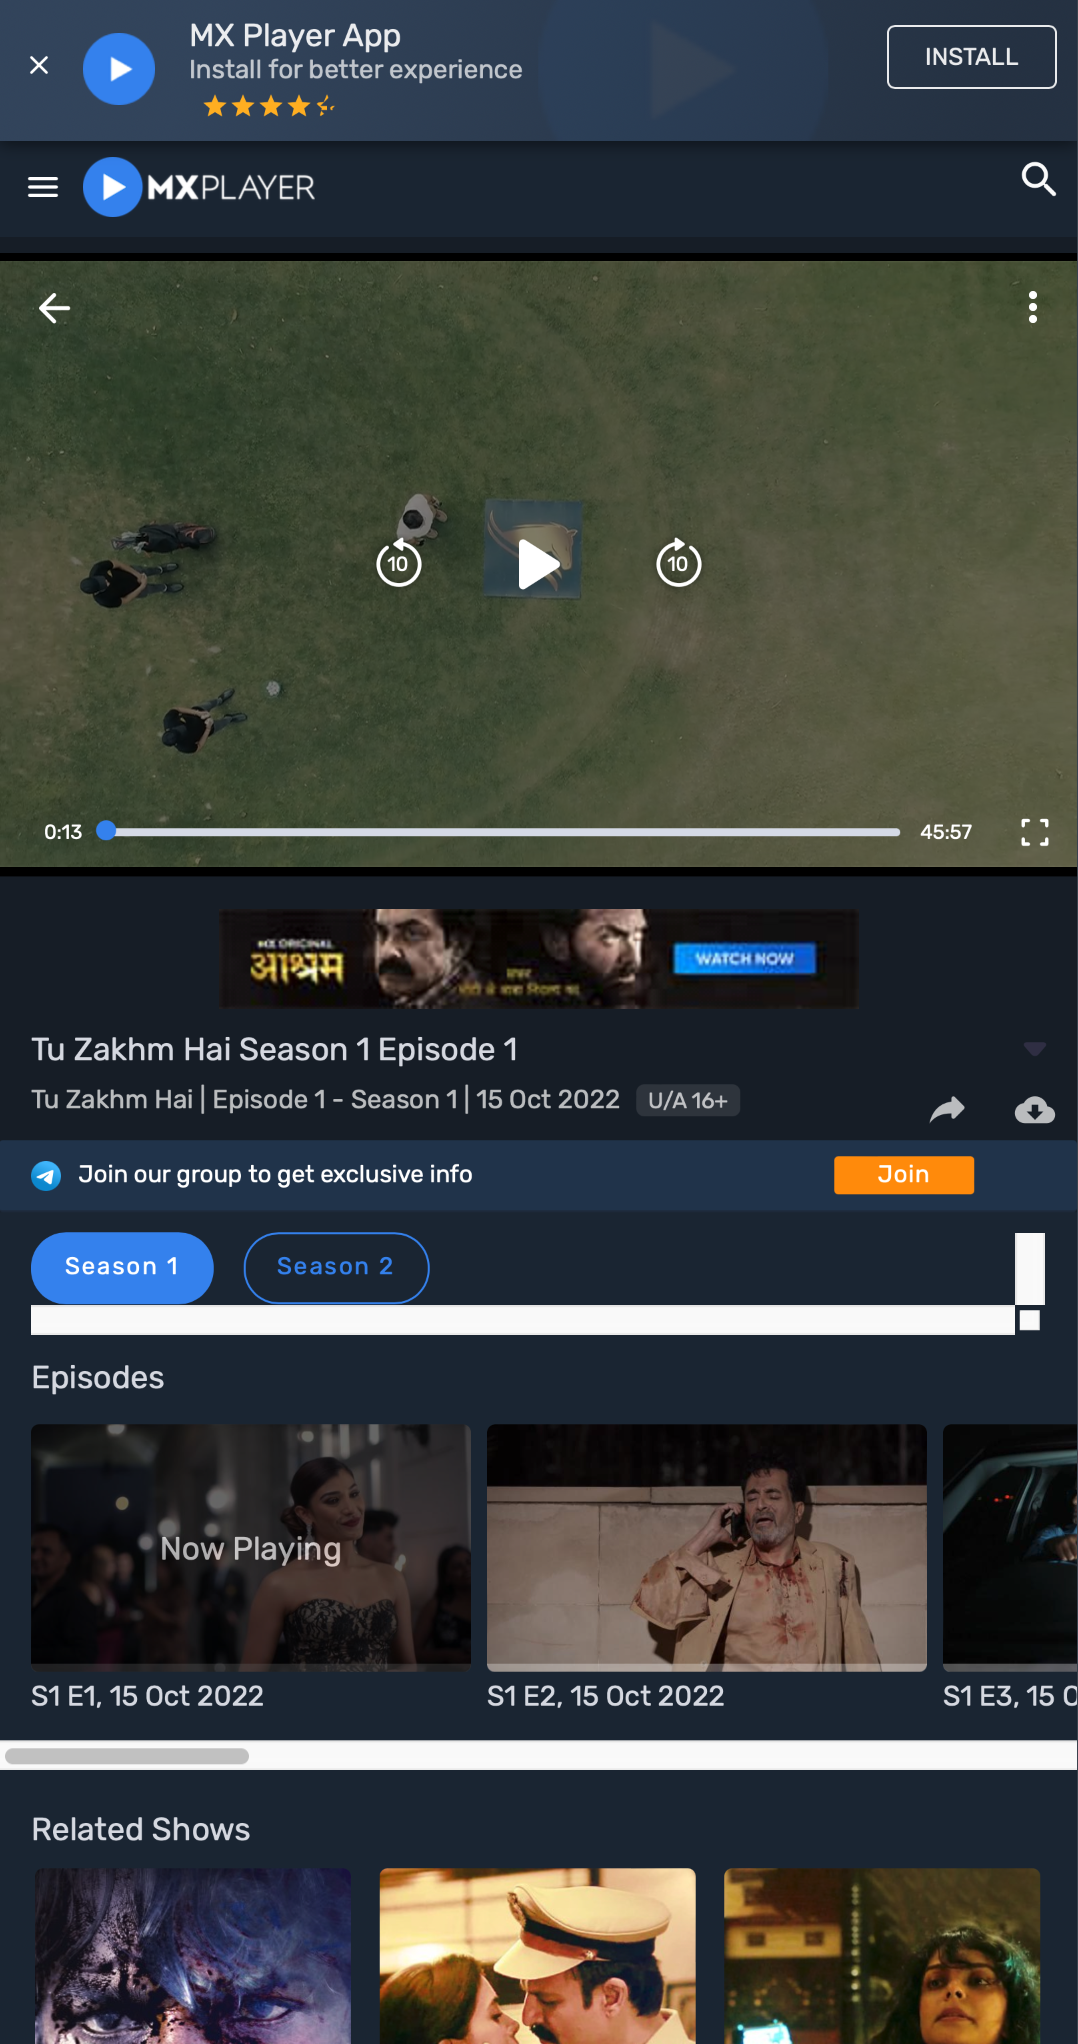 MX Player App
Install for better experience
INSTALL
MXPLAYER
10
10
0:13
45:57
MX ORIGINAL
आश्रम
WATCH NOW
Tu Zakhm Hai Season 1 Episode 1
Tu Zakhm Hai | Episode 1 - Season 1 | 15 Oct 2022 U/A 16+
Join our group to get exclusive info
Join
Season 1
Season 2
Episodes
Now Playing
S1 E1, 15 Oct 2022
S1 E2, 15 Oct 2022
S1 E3, 15 O
Related Shows